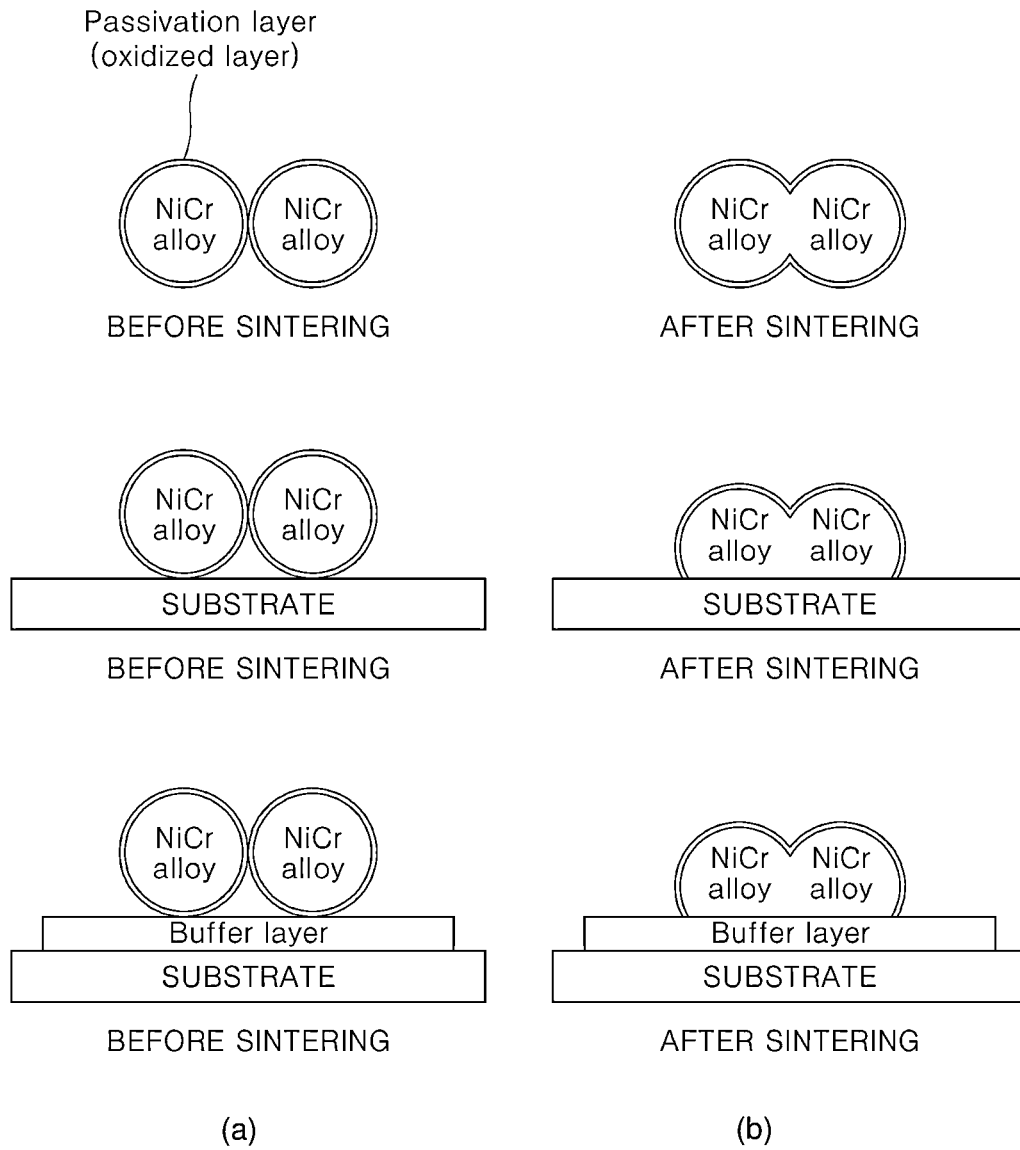 Passivation layer
(oxidized layer)
NiCr
alloy
NiCr
alloy
BEFORE SINTERING
NiCr
alloy
NiCr
alloy
AFTER SINTERING
NiCr
alloy
NiCr
alloy
SUBSTRATE
BEFORE SINTERING
NiCr
alloy
NiCr
alloy
SUBSTRATE
AFTER SINTERING
NiCr
alloy
NiCr
alloy
Buffer layer
SUBSTRATE
BEFORE SINTERING
NiCr
alloy
NiCr
alloy
Buffer layer
SUBSTRATE
AFTER SINTERING
(a)
(b)